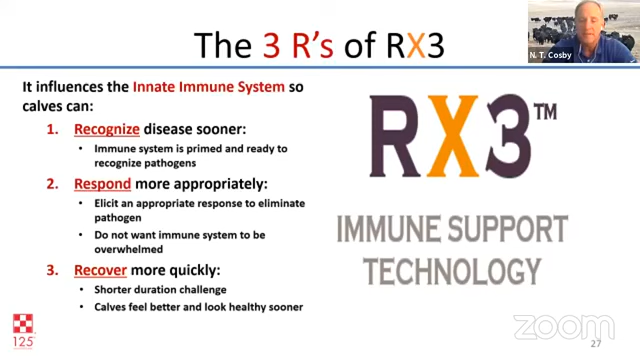 The 3 R's of RX3
N. T. Cosby
It influences the Innate Immune System so
calves can:
1. Recognize disease sooner:
• Immune system is primed and ready to
recognize pathogens
2. Respond more appropriately:
• Elicit an appropriate response to eliminate
pathogen
• Do not want immune system to be
overwhelmed
3. Recover more quickly:
• Shorter duration challenge
• Calves feel better and look healthy sooner
RX3™
IMMUNE SUPPORT
TECHNOLOGY
125
zoom
27